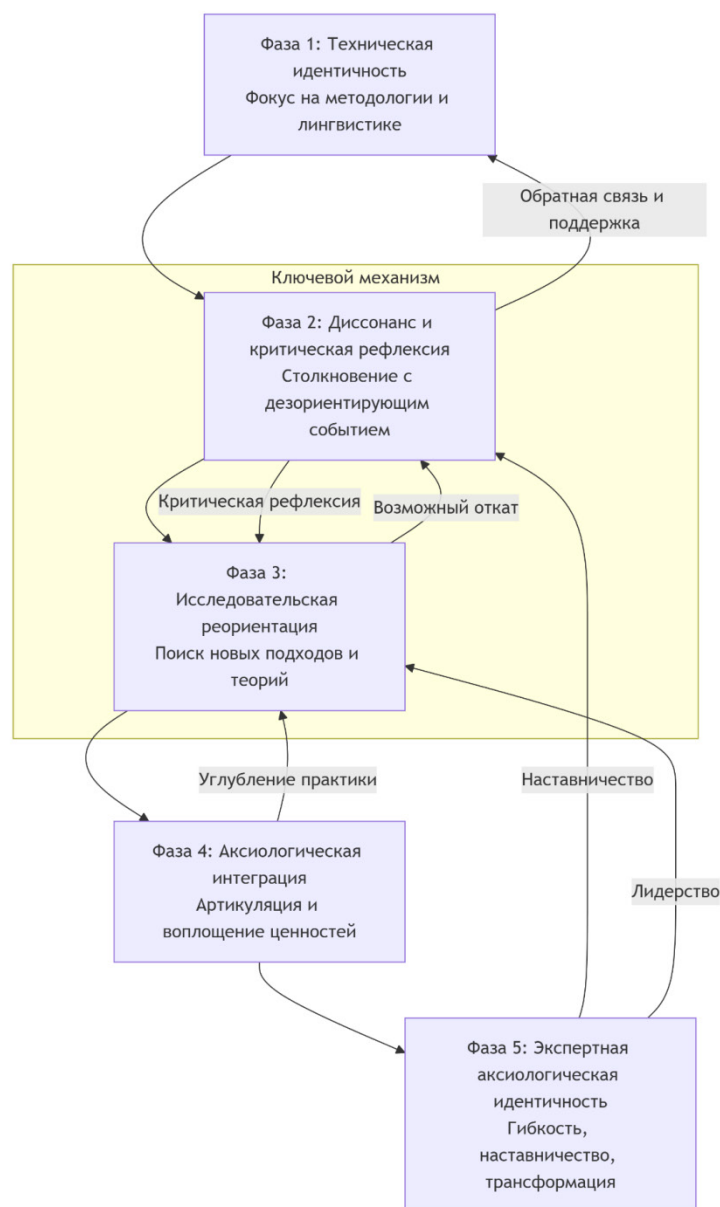 Фаза 1: Техническая
идентичность
Фокус на методологии и
лингвистике
Обратная связь и
поддержка
Ключевой механизм
Фаза 2: Диссонанс и
критическая рефлексия
Столкновение с
дезориентирующим
событием
Критическая рефлексия
Возможный откат
Фаза 3:
Исследовательская
реориентация
Поиск новых подходов и
теорий
Углубление практики
Наставничество
Фаза 4: Аксиологическая
интеграция
Артикуляция и
воплощение ценностей
Лидерство
Фаза 5: Экспертная
аксиологическая
идентичность
Гибкость,
наставничество,
трансформация